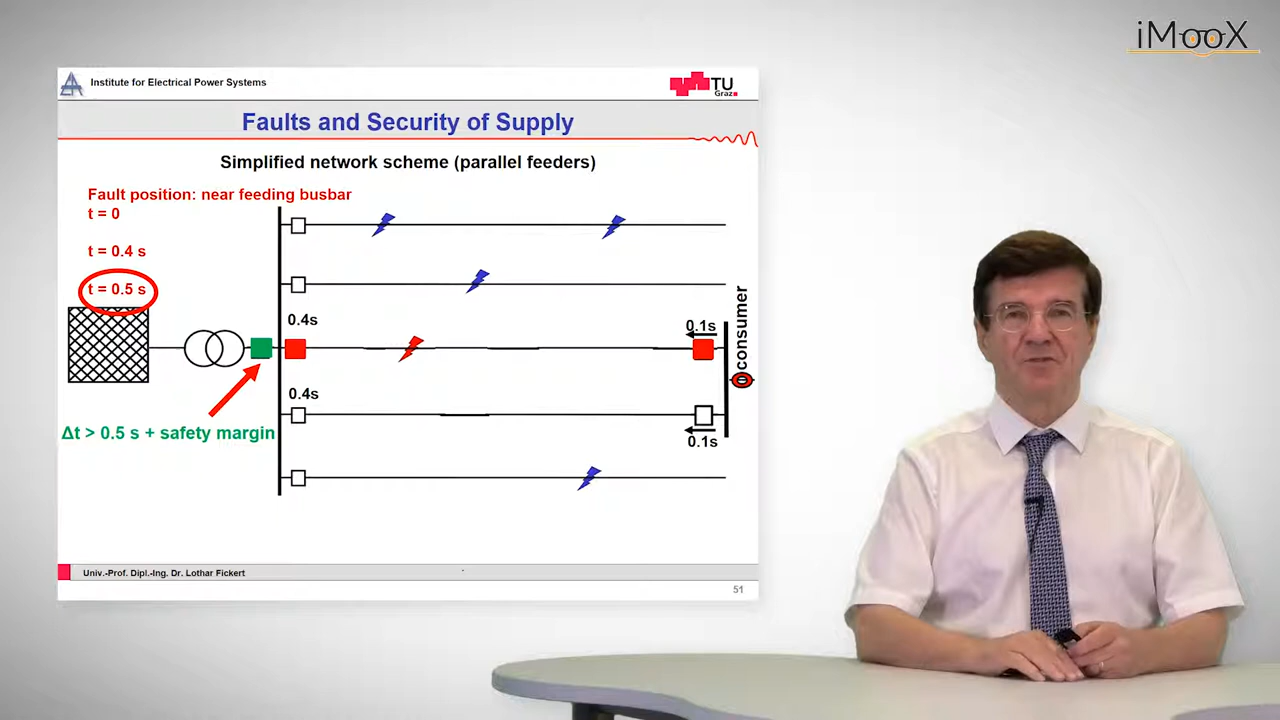 iMooX
Institute for Electrical Power Systems
TU
Graz
Faults and Security of Supply
Simplified network scheme (parallel feeders)
Fault position: near feeding busbar
t = 0
t = 0.4 s
t = 0.5 s
0.4s
0.1s
consumer
0.4s
0.1s
Δt > 0.5 s + safety margin
Univ.-Prof. Dipl.-Ing. Dr. Lothar Fickert
51